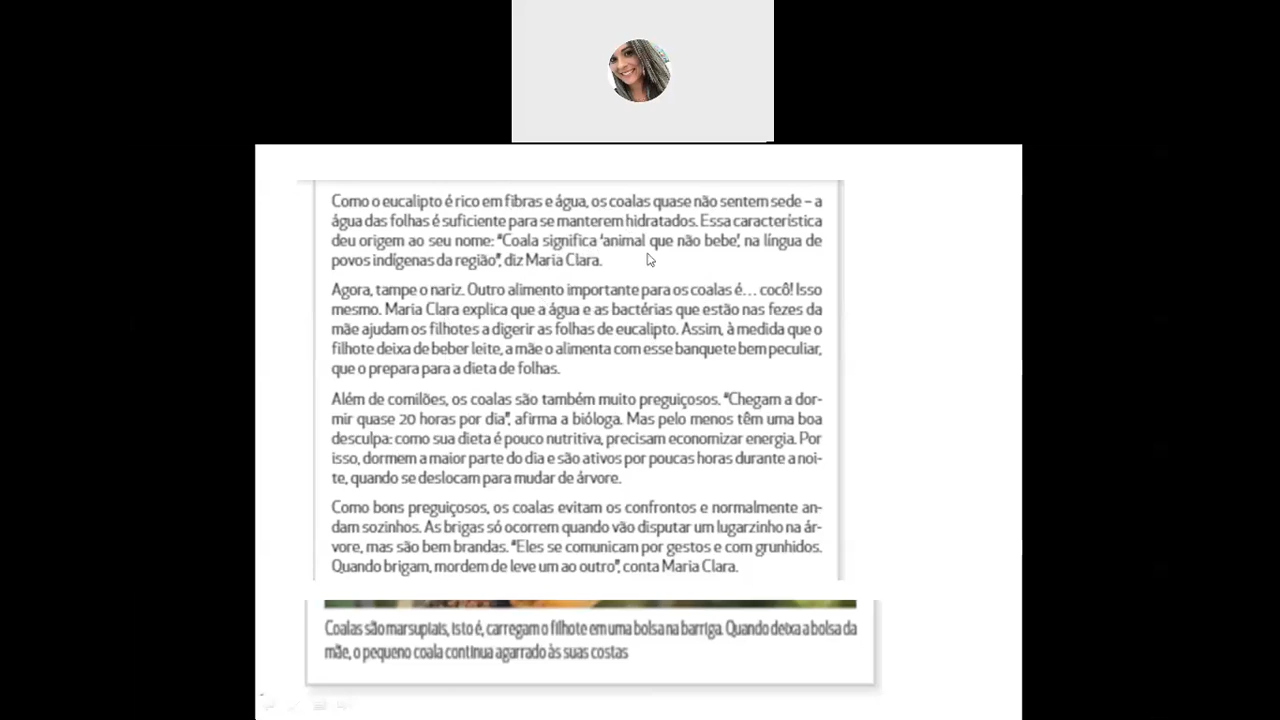 Como o eucalipto é rico em fibras e água, os coalas quase não sentem sede – a
água das folhas é suficiente para se manterem hidratados. Essa característica
deu origem ao seu nome: "Coala significa 'animal que não bebe', na língua de
povos indígenas da região", diz Maria Clara.
Agora, tampe o nariz. Outro alimento importante para os coalas é... cocô! Isso
mesmo. Maria Clara explica que a água e as bactérias que estão nas fezes da
mãe ajudam os filhotes a digerir as folhas de eucalipto. Assim, à medida que o
filhote deixa de beber leite, a mãe o alimenta com esse banquete bem peculiar,
que o prepara para a dieta de folhas.
Além de comilões, os coalas são também muito preguiçosos. "Chegam a dor-
mir quase 20 horas por dia", afirma a bióloga. Mas pelo menos têm uma boa
desculpa: como sua dieta é pouco nutritiva, precisam economizar energia. Por
isso, dormem a maior parte do dia e são ativos por poucas horas durante a noi-
te, quando se deslocam para mudar de árvore.
Como bons preguiçosos, os coalas evitam os confrontos e normalmente an-
dam sozinhos. As brigas só ocorrem quando vão disputar um lugarzinho na ár-
vore, mas são bem brandas. "Eles se comunicam por gestos e com grunhidos.
Quando brigam, mordem de leve um ao outro", conta Maria Clara.
Coalas são marsupiais, isto é, carregam o filhote em uma bolsa na barriga. Quando deixa a bolsa da
mãe, o pequeno coala continua agarrado às suas costas